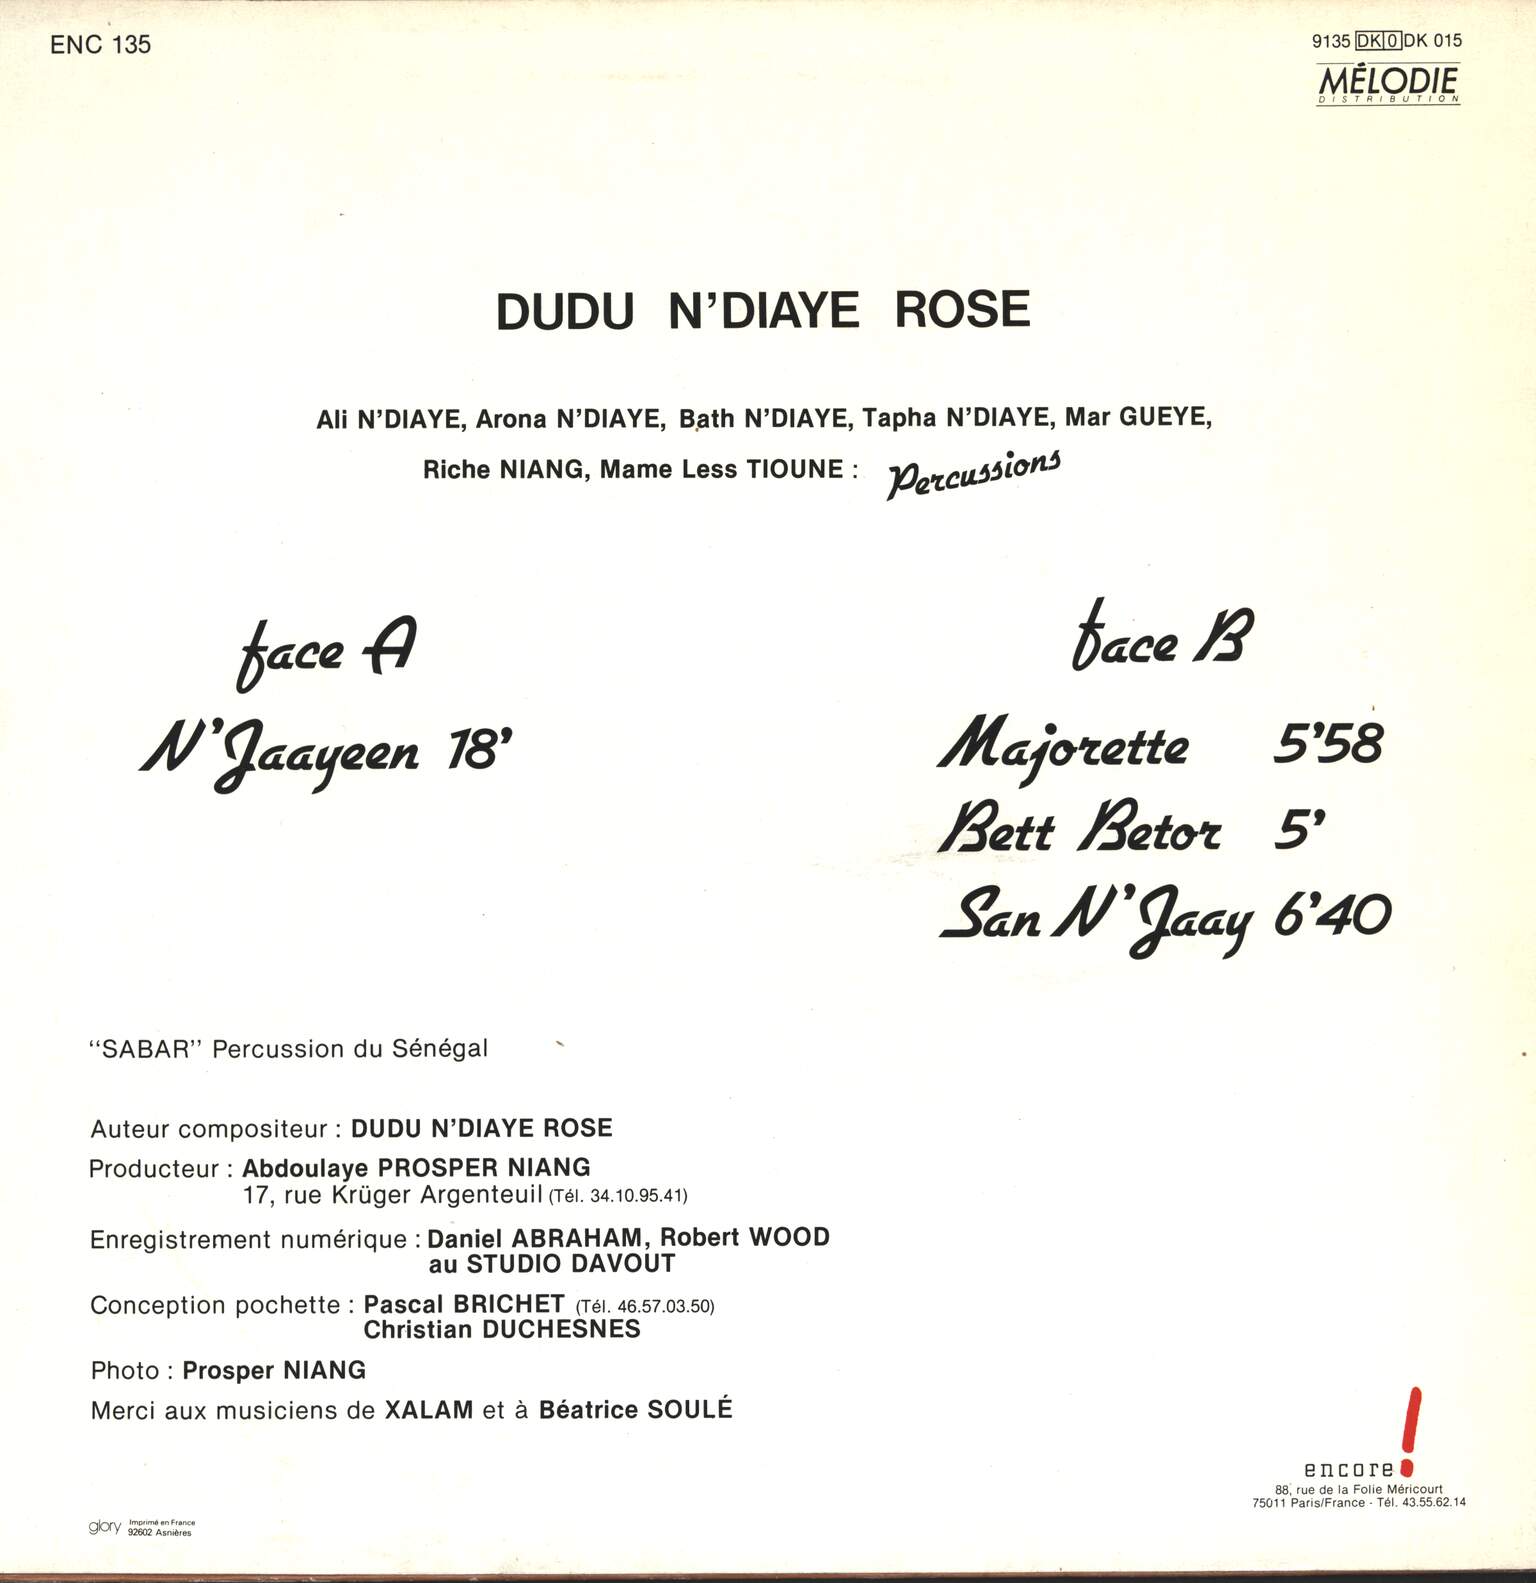 ENC 135
9135 DK 0 DK 015
MÉLODIE
DISTRIBUTION
DUDU N'DIAYE ROSE
Ali N'DIAYE, Arona N'DIAYE, Bath N'DIAYE, Tapha N'DIAYE, Mar GUEYE,
Riche NIANG, Mame Less TIOUNE : Percussions
face A
N'Jaayeen 18'
face B
Majorette 5'58
Bett Betor 5'
San N'Jaay 6'40
“SABAR” Percussion du Sénégal
Auteur compositeur : DUDU N'DIAYE ROSE
Producteur : Abdoulaye PROSPER NIANG
17, rue Krüger Argenteuil (Tél. 34.10.95.41)
Enregistrement numérique : Daniel ABRAHAM, Robert WOOD
au STUDIO DAVOUT
Conception pochette : Pascal BRICHET (Tél. 46.57.03.50)
Christian DUCHESNES
Photo : Prosper NIANG
Merci aux musiciens de XALAM et à Béatrice SOULÉ
encore!
88, rue de la Folie Méricourt
75011 Paris/France - Tél. 43.55.62.14
glory Imprimé en France
92602 Asnières